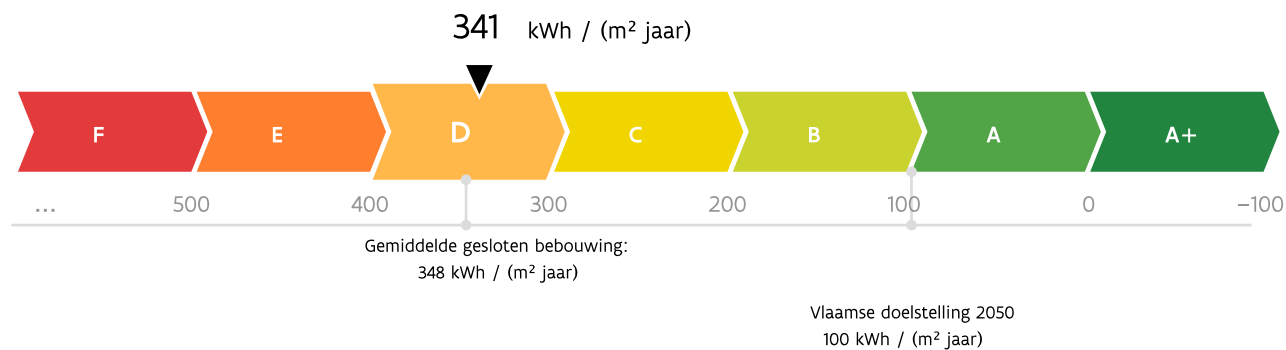 341 kWh / (m² jaar)
F E D C B A A+
... 500 400 300 200 100 0 –100
Gemiddelde gesloten bebouwing:
348 kWh / (m² jaar)
Vlaamse doelstelling 2050
100 kWh / (m² jaar)